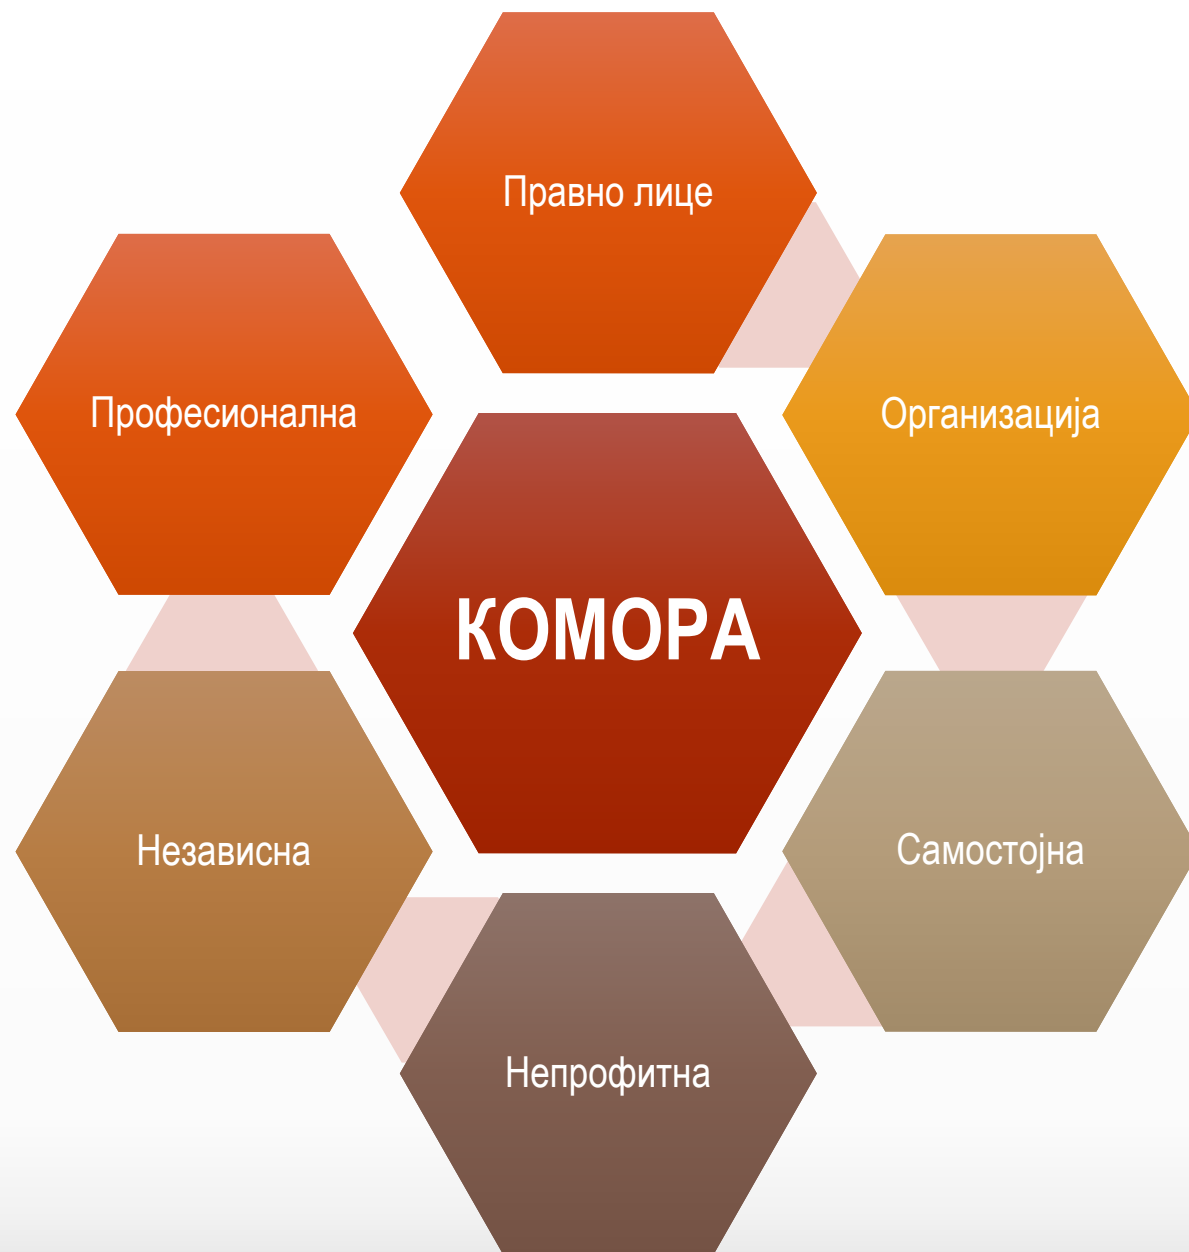 Правно лице
Професионална
Организација
КОМОРА
Независна
Самостојна
Непрофитна